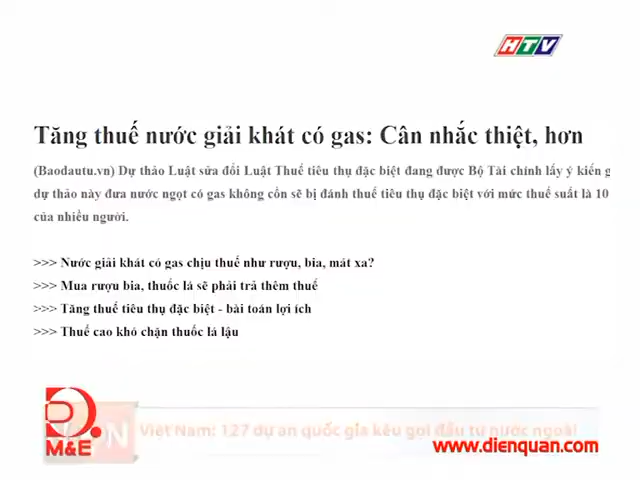 HTV
Tăng thuế nước giải khát có gas: Cân nhắc thiệt, hơn
(Baodautu.vn) Dự thảo Luật sửa đổi Luật Thuế tiêu thụ đặc biệt đang được Bộ Tài chính lấy ý kiến g
dự thảo này đưa nước ngọt có gas không cồn sẽ bị đánh thuế tiêu thụ đặc biệt với mức thuế suất là 10
của nhiều người.
>>> Nước giải khát có gas chịu thuế như rượu, bia, mát xa?
>>> Mua rượu bia, thuốc lá sẽ phải trả thêm thuế
>>> Tăng thuế tiêu thụ đặc biệt - bài toán lợi ích
>>> Thuế cao khó chặn thuốc lá lậu
Việt Nam: 127 dự án quốc gia kêu gọi đầu tư nước ngoài
D.
M&E
www.dienquan.com